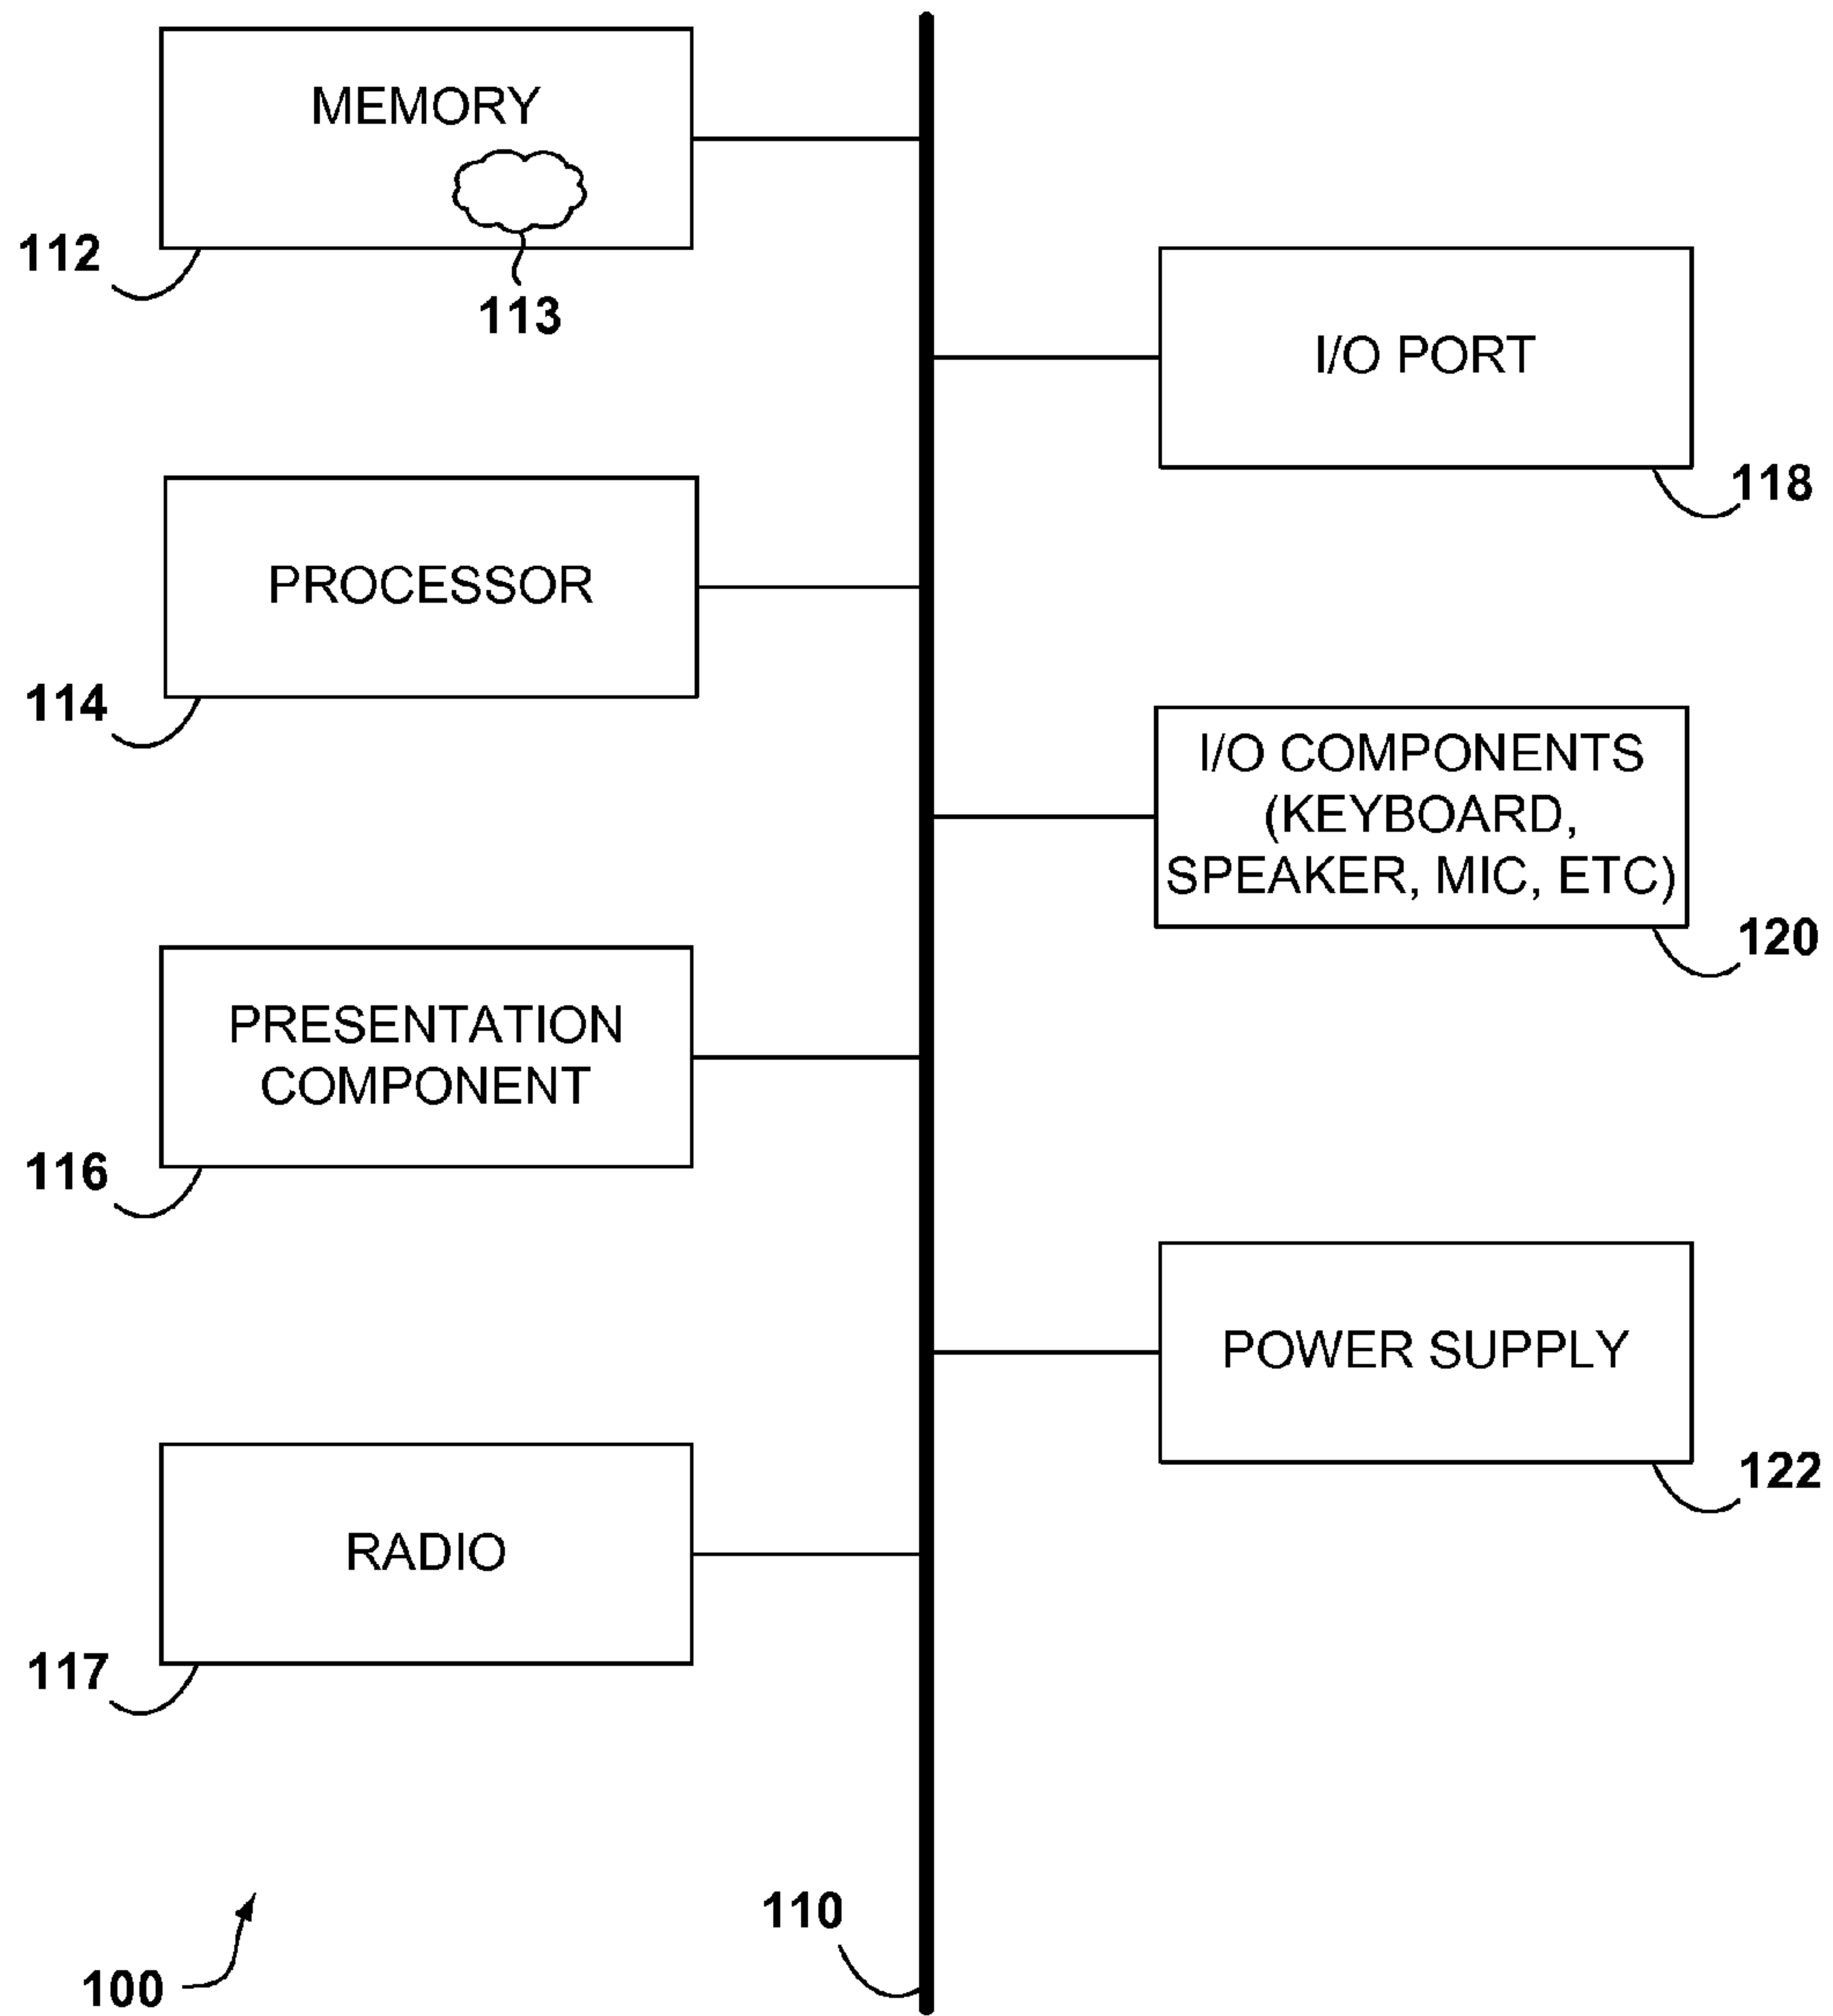 MEMORY
112
113
I/O PORT
118
PROCESSOR
114
I/O COMPONENTS
(KEYBOARD,
SPEAKER, MIC, ETC)
120
PRESENTATION
COMPONENT
116
POWER SUPPLY
122
RADIO
117
110
100